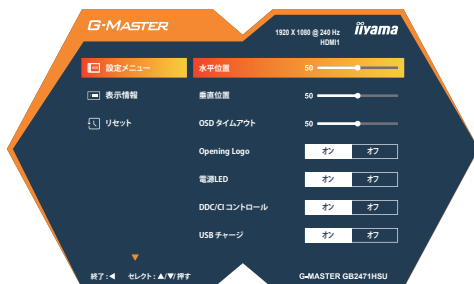 G-MASTER
1920 X 1080 @ 240 Hz
HDMI1
iiyama
設定メニュー
表示情報
リセット
水平位置 50
垂直位置 50
OSD タイムアウト 50
Opening Logo オン オフ
電源LED オン オフ
DDC/CI コントロール オン オフ
USB チャージ オン オフ
終了:◀ セレクト:▲/▼/押す
G-MASTER GB2471HSU